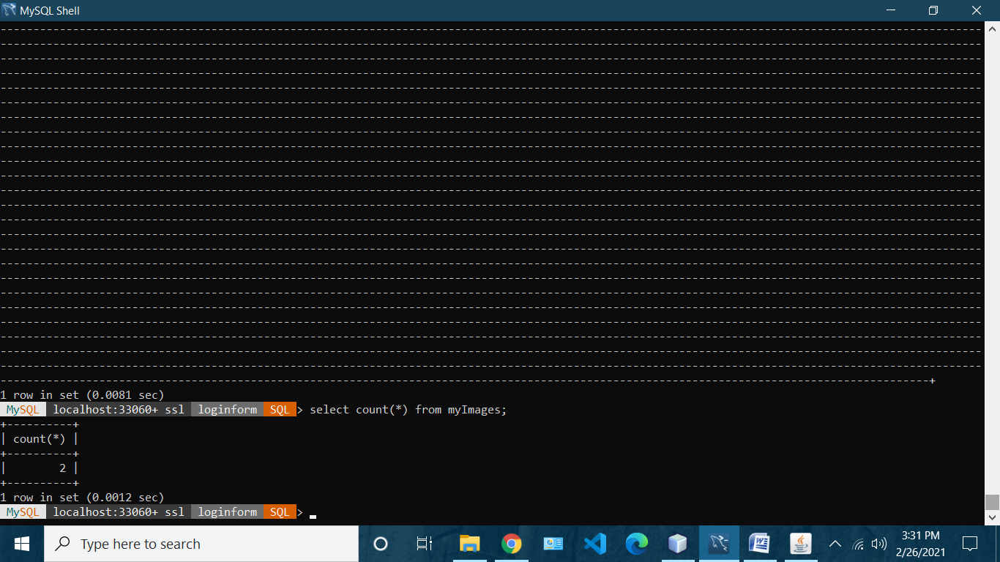 MySQL Shell
--------------------------------------------------------------------------------------------------------------------------------------------+
1 row in set (0.0081 sec)
MySQL localhost:33060+ ssl loginform SQL > select count(*) from myImages;
+----------+
| count(*) |
+----------+
|        2 |
+----------+
1 row in set (0.0012 sec)
MySQL localhost:33060+ ssl loginform SQL >
Type here to search
3:31 PM
2/26/2021